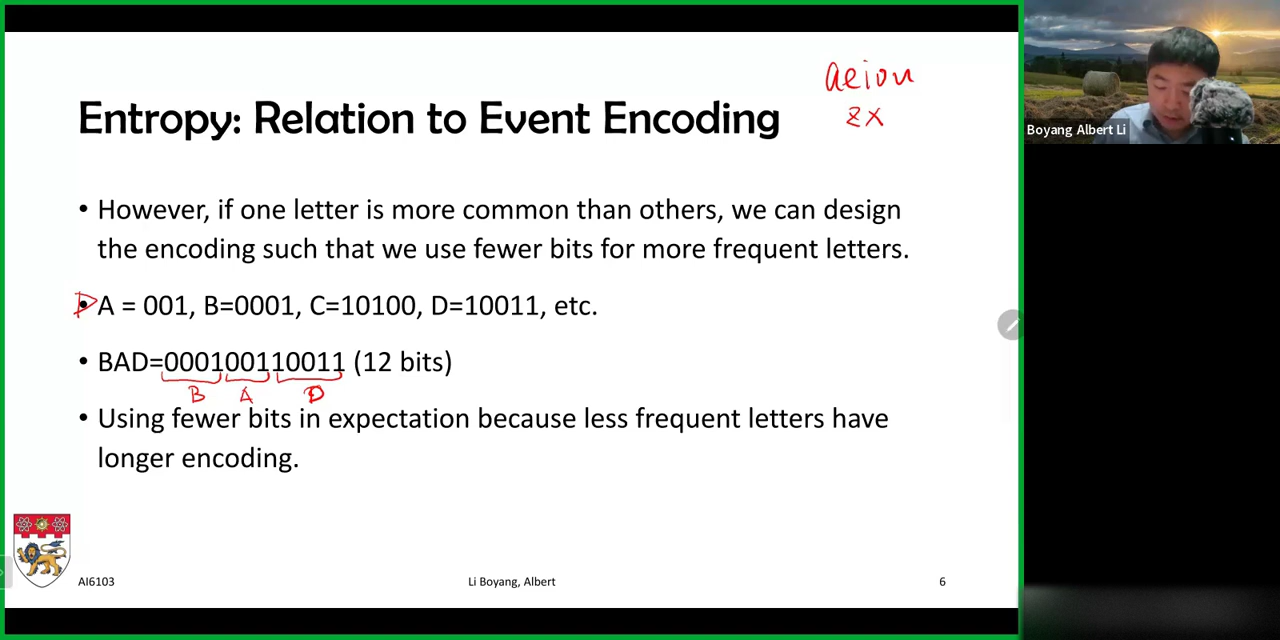 aeiou
zx
Entropy: Relation to Event Encoding
• However, if one letter is more common than others, we can design
the encoding such that we use fewer bits for more frequent letters.
• A = 001, B=0001, C=10100, D=10011, etc.
• BAD=000100110011 (12 bits)
B A D
• Using fewer bits in expectation because less frequent letters have
longer encoding.
AI6103
Li Boyang, Albert
6
Boyang Albert Li